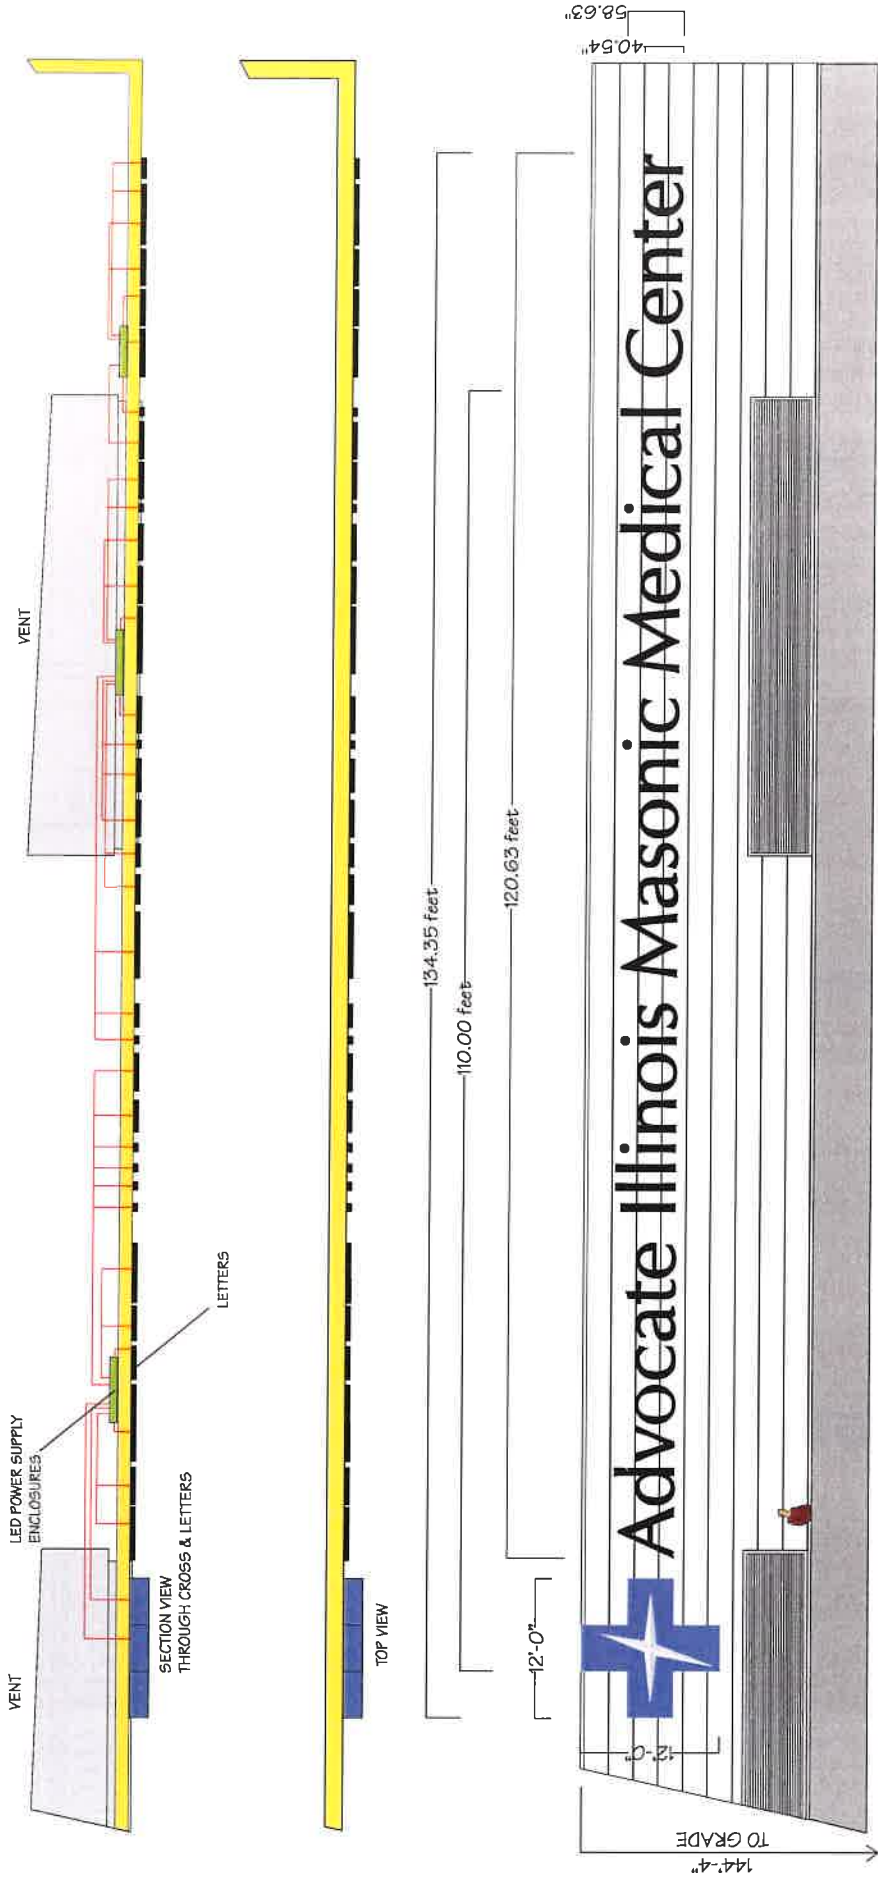 VENT
LED POWER SUPPLY
ENCLOSURES
VENT
LETTERS
SECTION VIEW
THROUGH CROSS & LETTERS
TOP VIEW
134.35 feet
110.00 feet
120.63 feet
12'-0"
40.54"
58.63"
12'-0"
Advocate Illinois Masonic Medical Center
144'-4"
TO GRADE